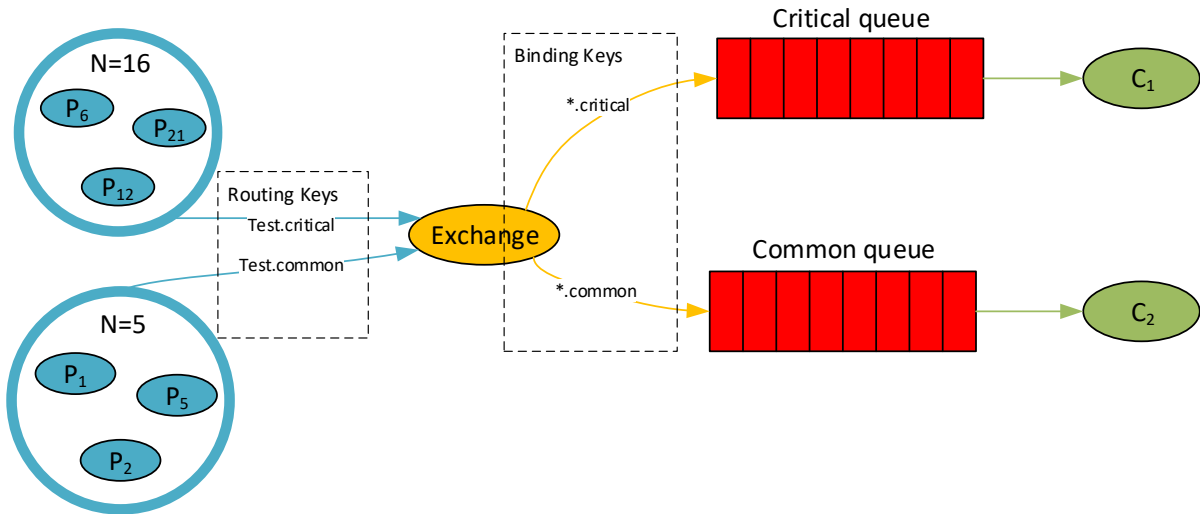 N=16
P6
P21
P12
Routing Keys
Test.critical
Test.common
N=5
P1
P5
P2
Exchange
Binding Keys
*.critical
*.common
Critical queue
C1
Common queue
C2